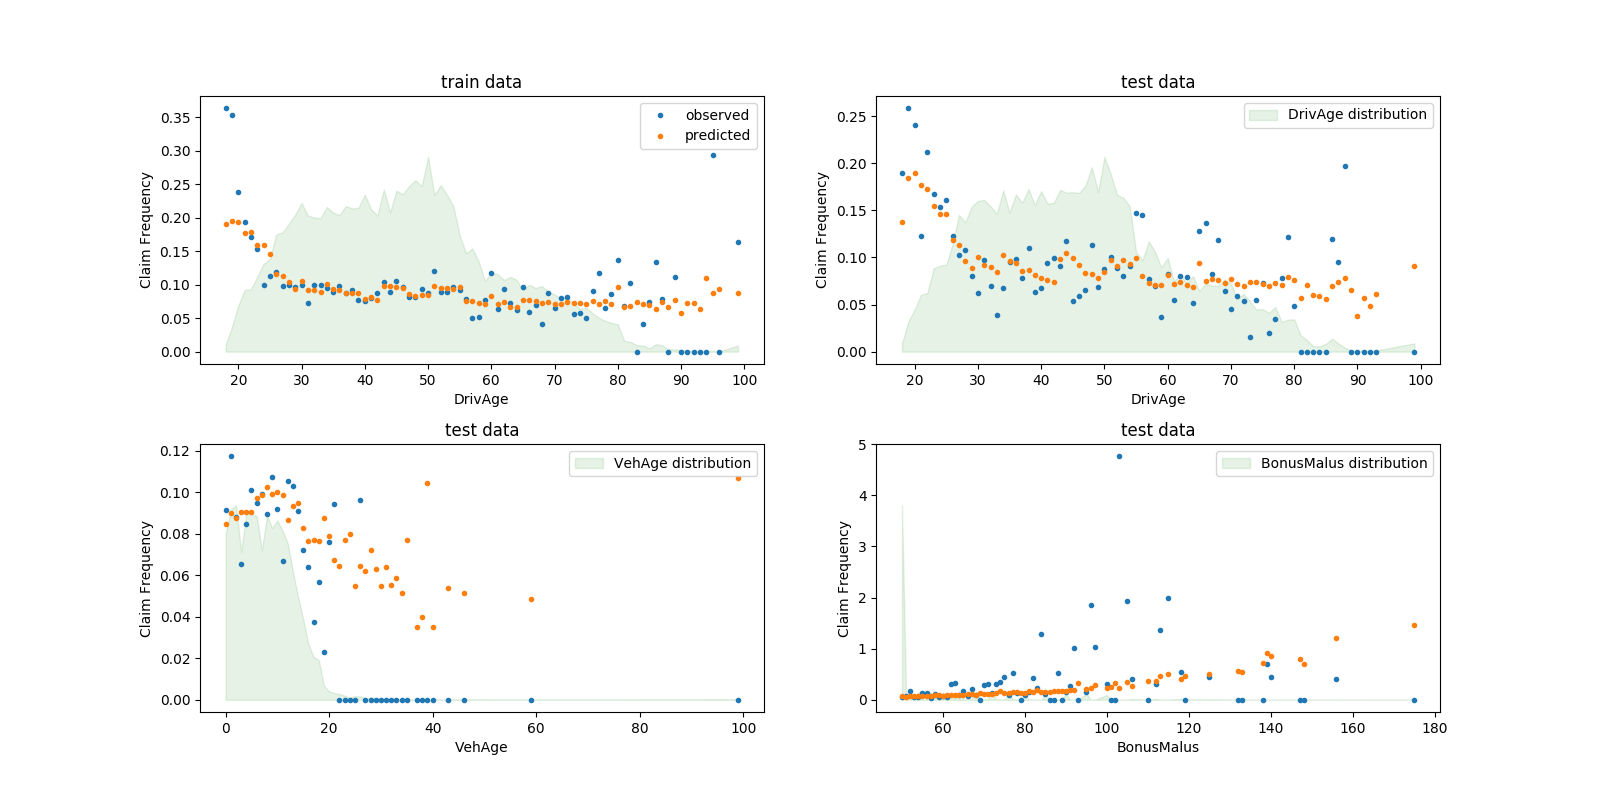 train data
0.35
0.30
0.25
0.20
0.15
0.10
0.05
0.00
Claim Frequency
observed
predicted
20 30 40 50 60 70 80 90 100
DrivAge
test data
0.25
0.20
0.15
0.10
0.05
0.00
Claim Frequency
DrivAge distribution
20 30 40 50 60 70 80 90 100
DrivAge
test data
0.12
0.10
0.08
0.06
0.04
0.02
0.00
Claim Frequency
VehAge distribution
0 20 40 60 80 100
VehAge
test data
5
4
3
2
1
0
Claim Frequency
BonusMalus distribution
60 80 100 120 140 160 180
BonusMalus